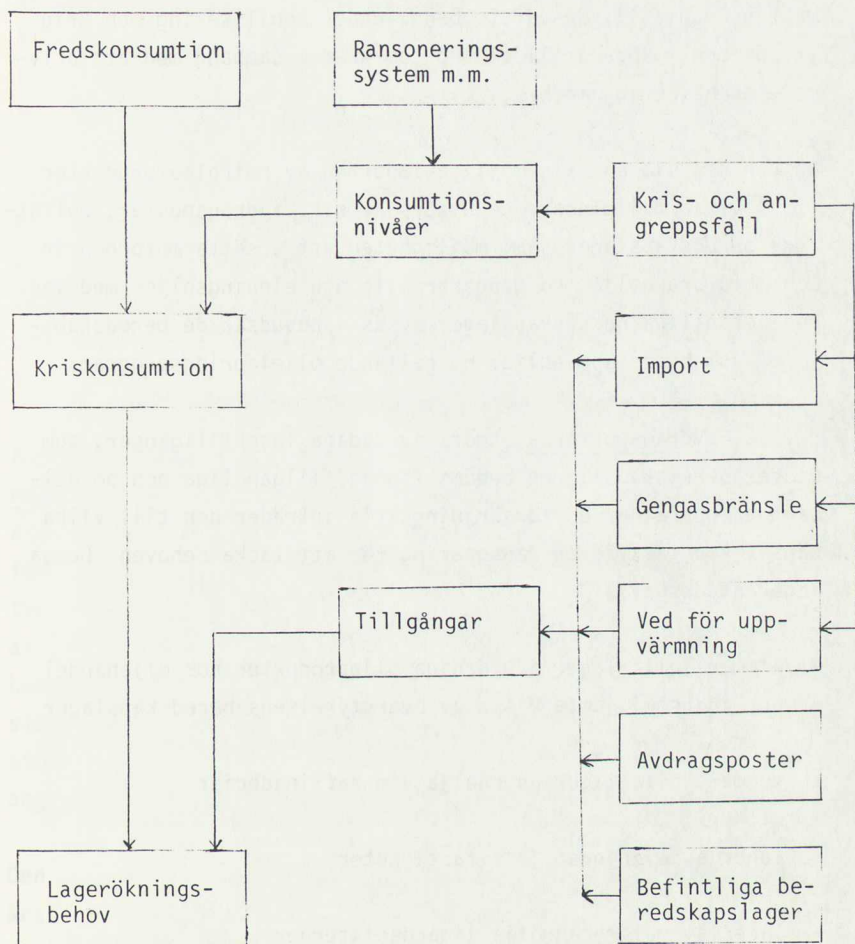 Fredskonsumtion
Ransonerings-
system m.m.
Konsumtions-
nivåer
Kris- och an-
greppsfall
Kriskonsumtion
Import
Gengasbränsle
Tillgångar
Ved för upp-
värmning
Avdragsposter
Lageröknings-
behov
Befintliga be-
redskapslager